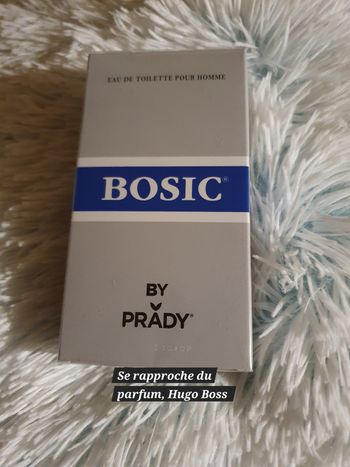 EAU DE TOILETTE POUR HOMME
BOSIC®
BY
PRADY®
Se rapproche du
parfum, Hugo Boss